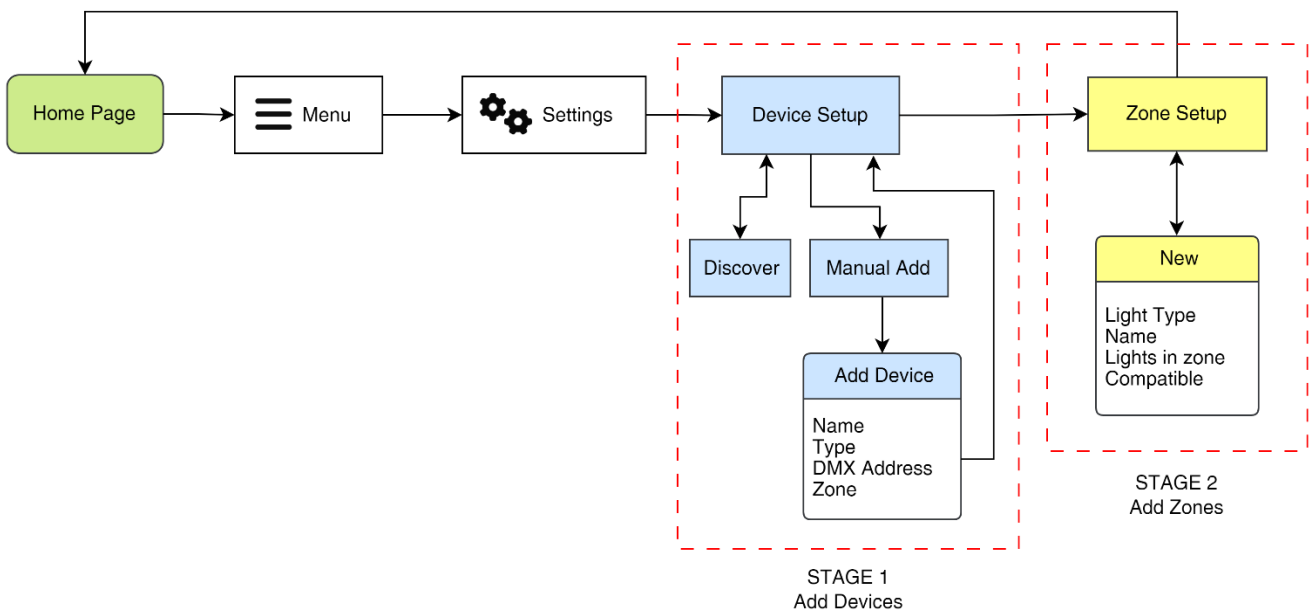 Home Page
Menu
Settings
Device Setup
Zone Setup
Discover
Manual Add
New
Light Type
Name
Lights in zone
Compatible
Add Device
Name
Type
DMX Address
Zone
STAGE 2
Add Zones
STAGE 1
Add Devices